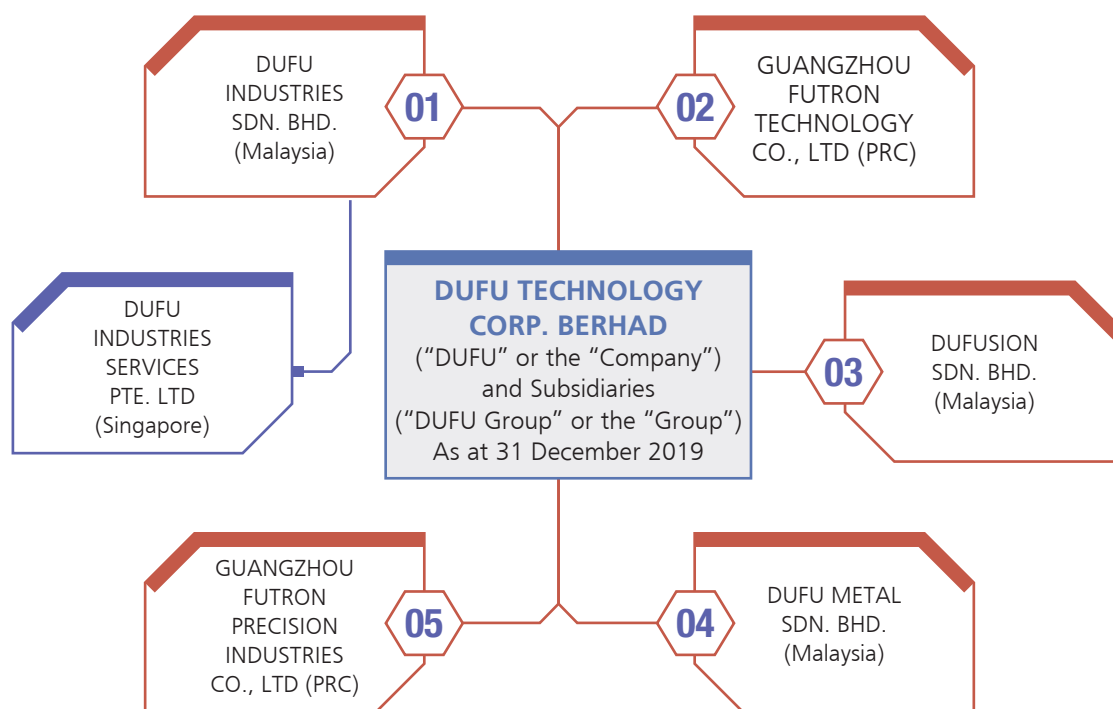 DUFU
INDUSTRIES
SDN. BHD.
(Malaysia)
01
02
GUANGZHOU
FUTRON
TECHNOLOGY
CO., LTD (PRC)
DUFU
INDUSTRIES
SERVICES
PTE. LTD
(Singapore)
DUFU TECHNOLOGY
CORP. BERHAD
(“DUFU” or the “Company”)
and Subsidiaries
(“DUFU Group” or the “Group”)
As at 31 December 2019
03
DUFUSION
SDN. BHD.
(Malaysia)
GUANGZHOU
FUTRON
PRECISION
INDUSTRIES
CO., LTD (PRC)
05
04
DUFU METAL
SDN. BHD.
(Malaysia)